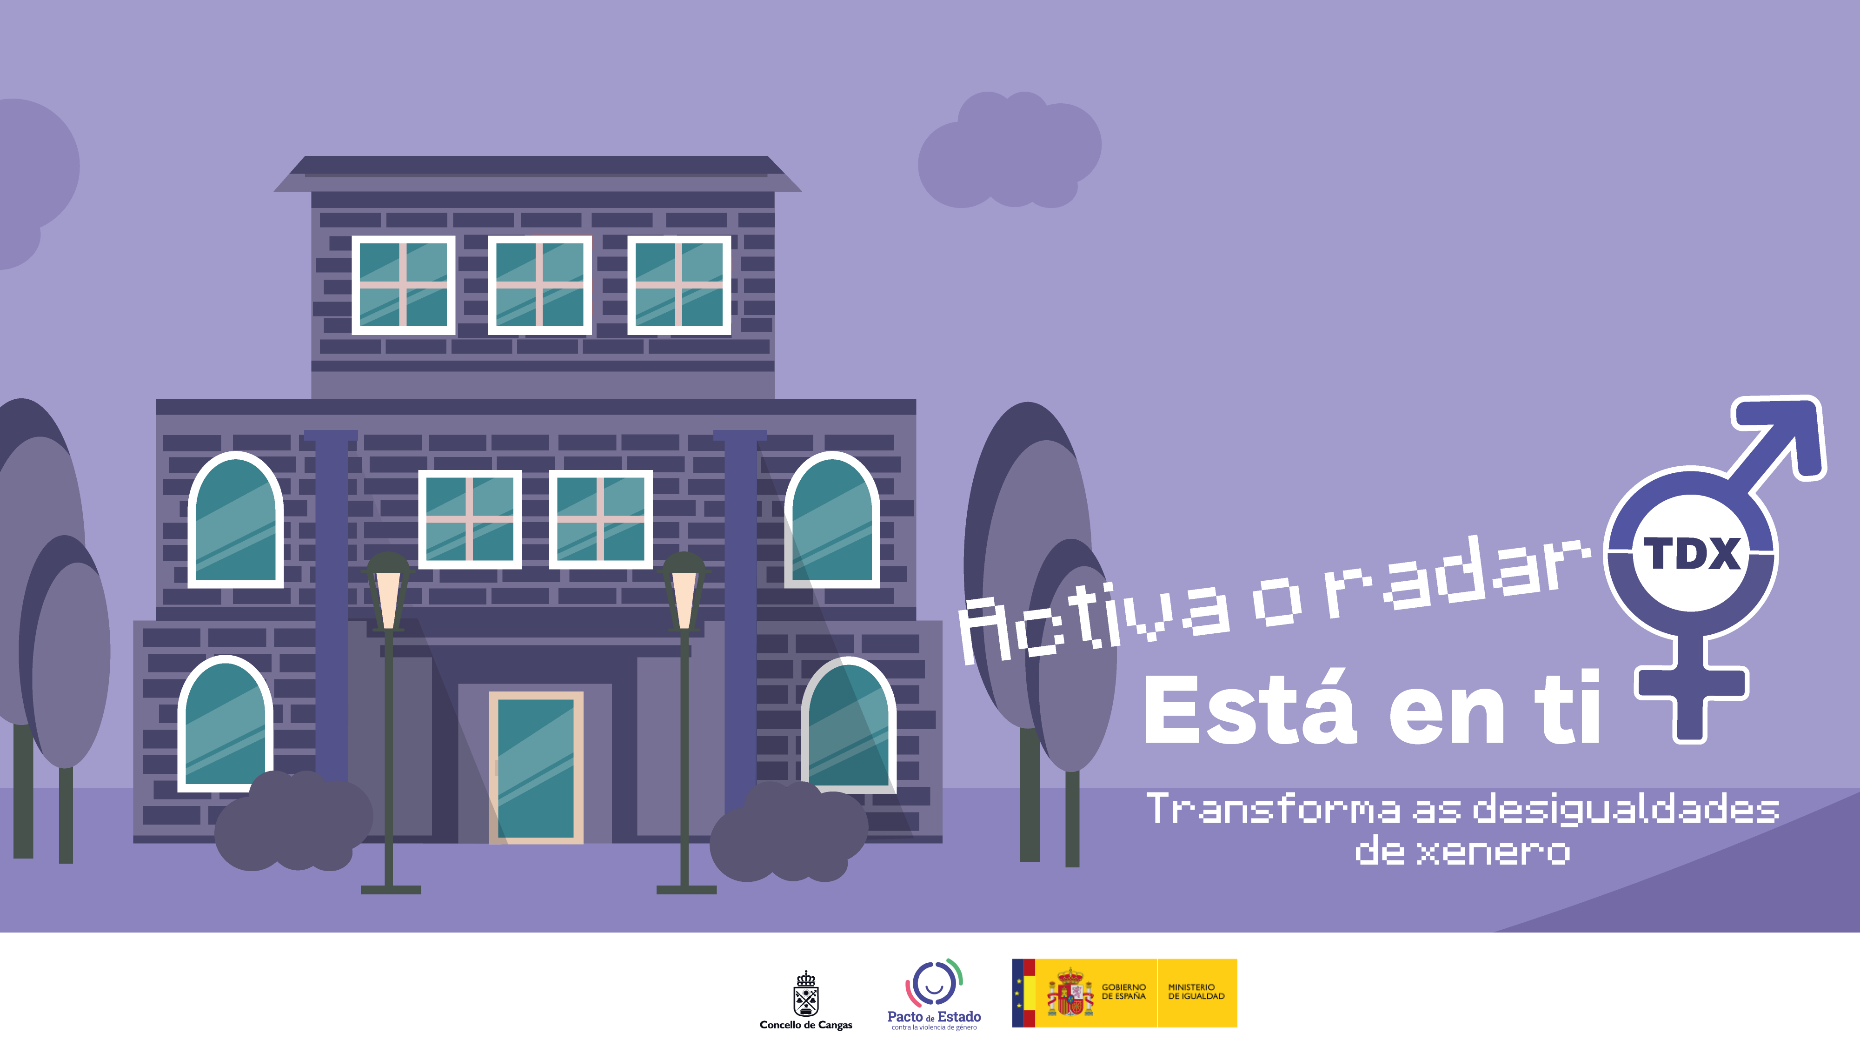 Activa o radar
TDX
Está en ti
Transforma as desigualdades
de xenero
Concello de Cangas
Pacto de Estado
contra la violencia de género
GOBIERNO
DE ESPAÑA
MINISTERIO
DE IGUALDAD